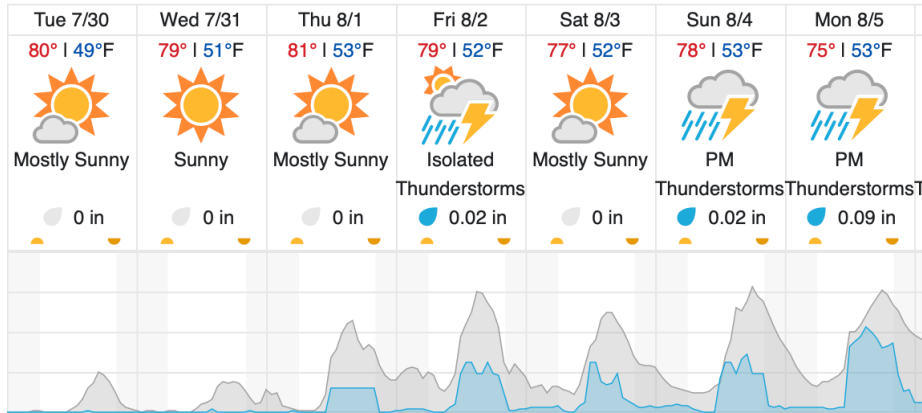 Tue 7/30 Wed 7/31 Thu 8/1 Fri 8/2 Sat 8/3 Sun 8/4 Mon 8/5
80° | 49°F 79° | 51°F 81° | 53°F 79° | 52°F 77° | 52°F 78° | 53°F 75° | 53°F
Mostly Sunny Sunny Mostly Sunny Isolated Mostly Sunny PM PM
Thunderstorms Thunderstorms Thunderstorms T
0 in 0 in 0 in 0.02 in 0 in 0.02 in 0.09 in